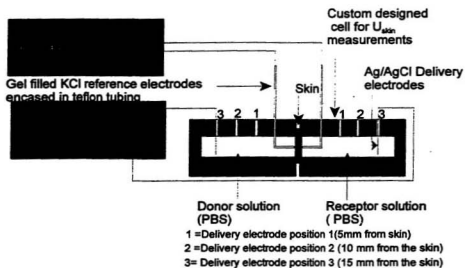 Custom designed
cell for Uskin
measurements
Gel filled KCl reference electrodes
encased in teflon tubing
Skin
Ag/AgCl Delivery
electrodes
3 2 1
1 2 3
Donor solution
(PBS)
Receptor solution
( PBS)
1 =Delivery electrode position 1(5mm from skin)
2 =Delivery electrode position 2 (10 mm from the skin)
3= Delivery electrode position 3 (15 mm from the skin)